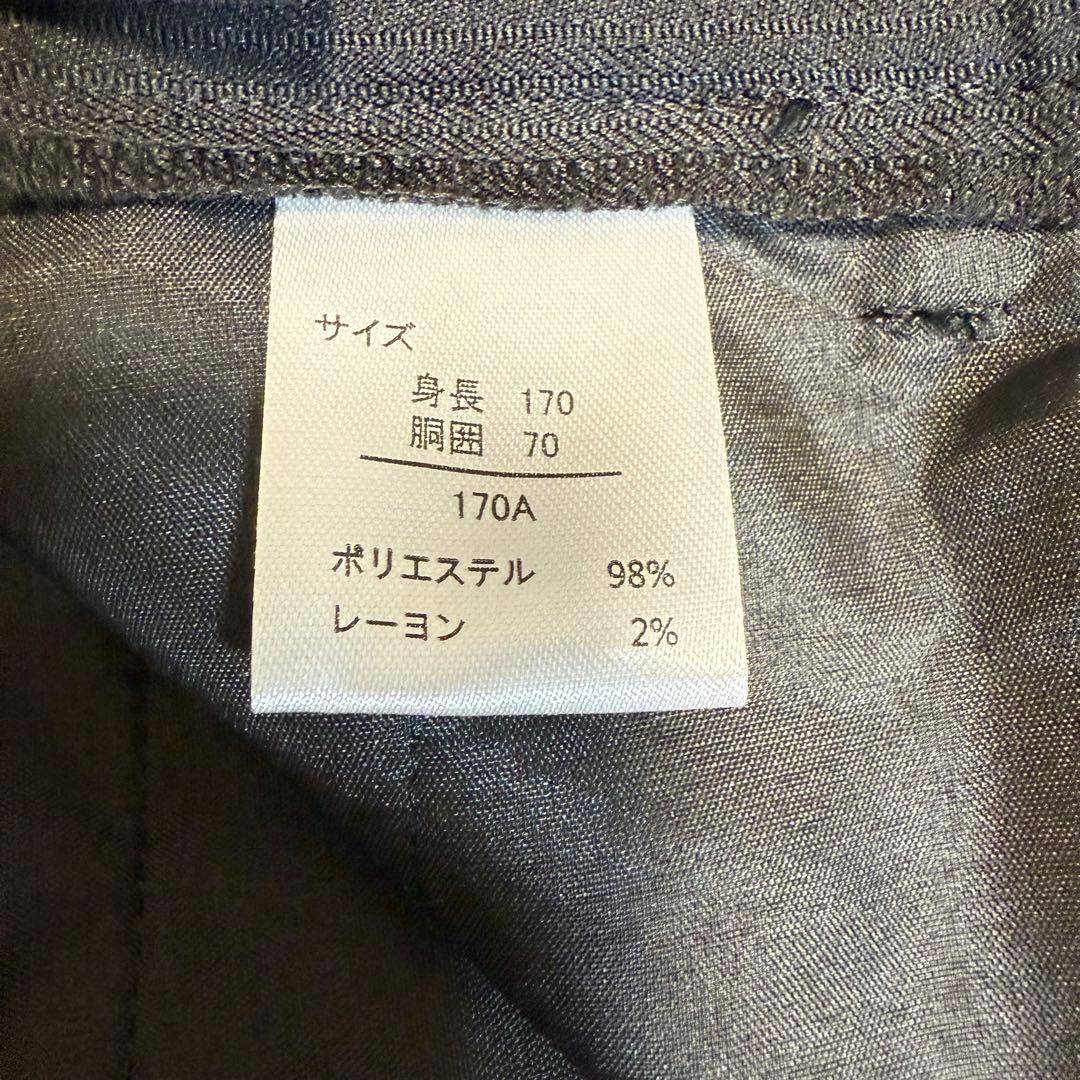 サイズ
身長 170
胴囲 70
170A
ポリエステル 98%
レーヨン 2%